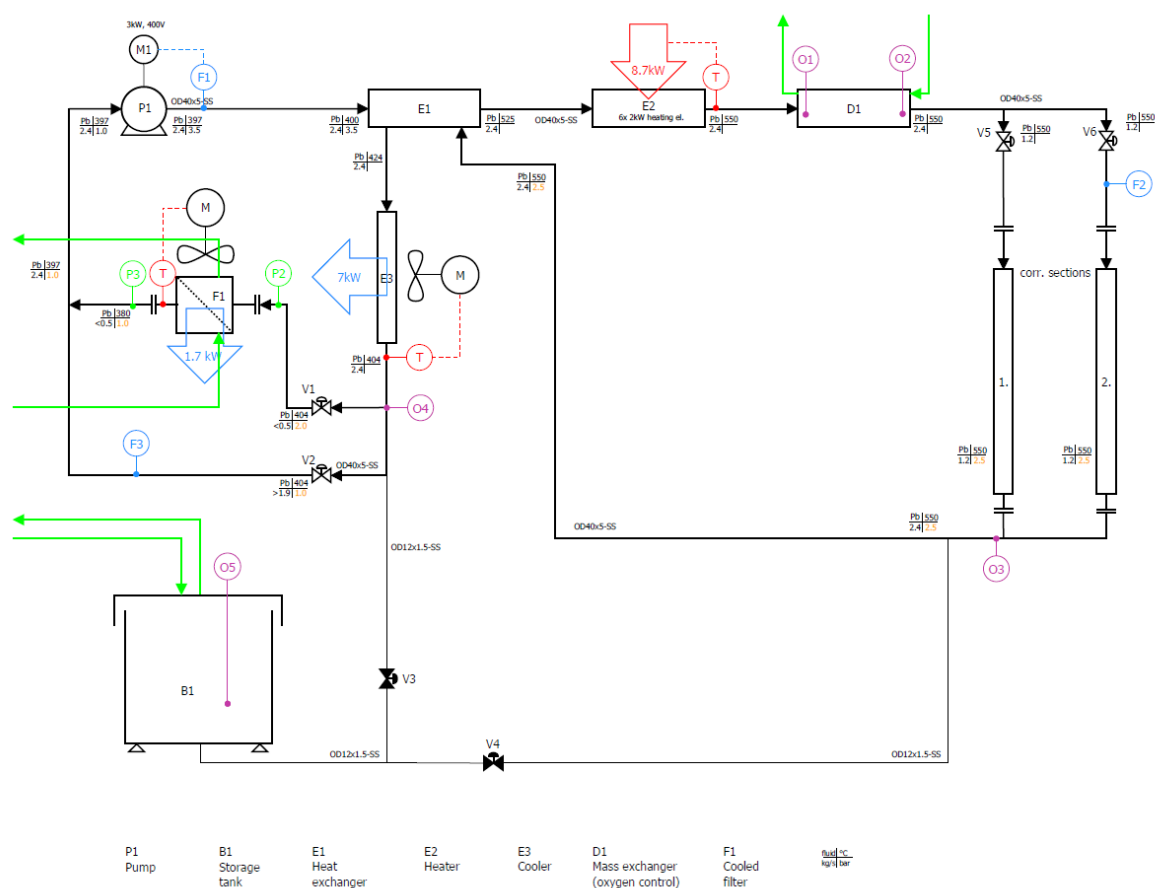 3kW, 400V
M1
F1
P1
OD40x5-SS
Pb 397
2.4 1.0
Pb 397
2.4 3.5
E1
Pb 400
2.4 3.5
Pb 525
2.4
OD40x5-SS
8.7kW
T
E2
6x 2kW heating el.
Pb 550
2.4
O1
O2
D1
Pb 550
2.4
OD40x5-SS
V5
Pb 550
1.2
V6
Pb 550
1.2
F2
Pb 424
2.4
Pb 550
2.4 2.5
M
Pb 397
2.4 1.0
P3
T
F1
P2
7kW
E3
M
corr. sections
Pb 380
<0.5 1.0
1.7 kW
Pb 404
2.4
T
V1
O4
1.
2.
Pb 404
<0.5 2.0
F3
V2
OD40x5-SS
Pb 550
1.2 2.5
Pb 550
1.2 2.5
Pb 404
>1.9 1.0
OD40x5-SS
Pb 550
2.4 2.5
OD12x1.5-SS
O3
O5
V3
B1
V4
OD12x1.5-SS
OD12x1.5-SS
P1
Pump
B1
Storage
tank
E1
Heat
exchanger
E2
Heater
E3
Cooler
D1
Mass exchanger
(oxygen control)
F1
Cooled
filter
fluid °C
kg/s bar